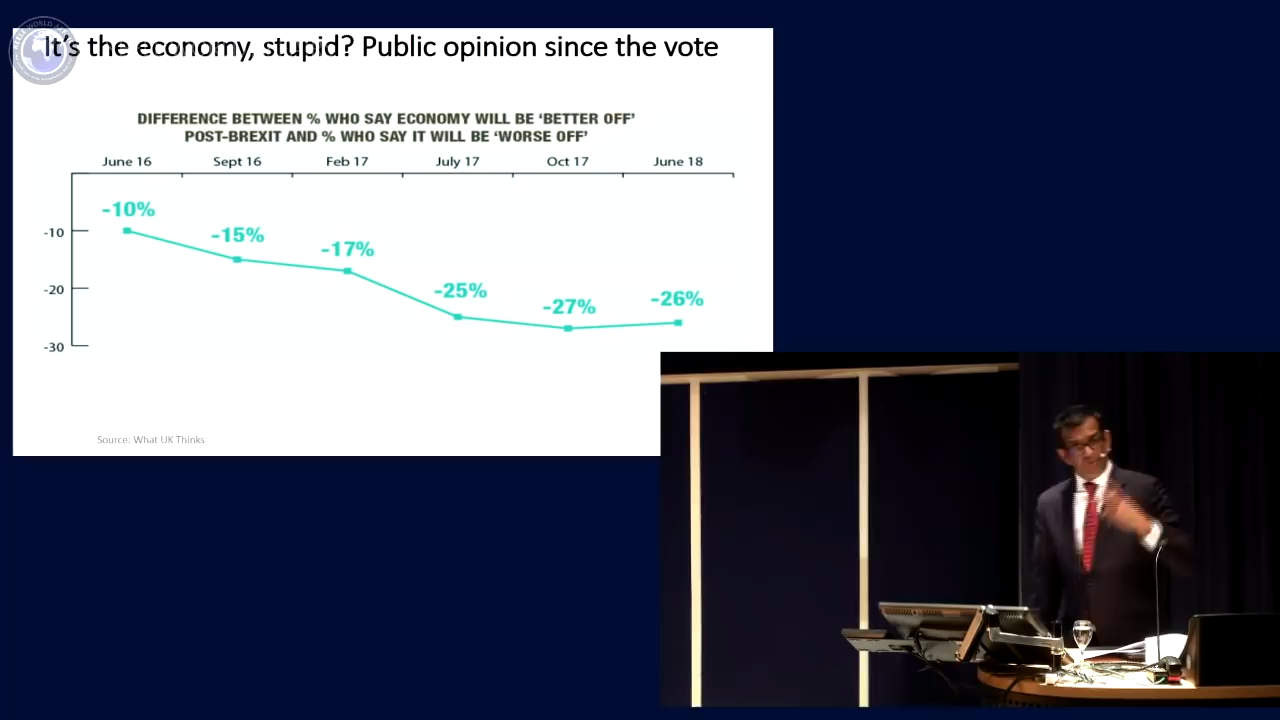 It's the economy, stupid? Public opinion since the vote
DIFFERENCE BETWEEN % WHO SAY ECONOMY WILL BE 'BETTER OFF'
POST-BREXIT AND % WHO SAY IT WILL BE 'WORSE OFF'
June 16 Sept 16 Feb 17 July 17 Oct 17 June 18
-10%
-15%
-17%
-25%
-27%
-26%
-10
-20
-30
Source: What UK Thinks